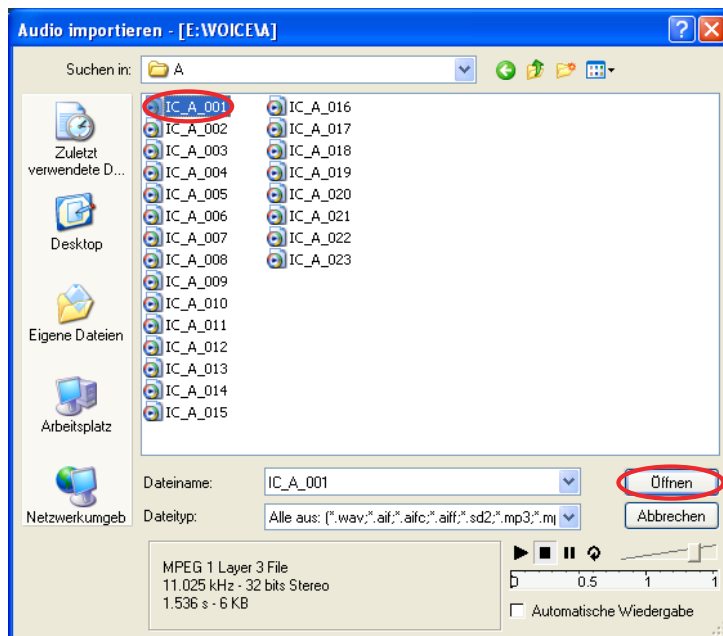 Audio importieren - [E:\VOICE\A]
Suchen in:
A
Zuletzt
verwendete D...
Desktop
Eigene Dateien
Arbeitsplatz
Netzwerkumgeb
IC_A_001
IC_A_002
IC_A_003
IC_A_004
IC_A_005
IC_A_006
IC_A_007
IC_A_008
IC_A_009
IC_A_010
IC_A_011
IC_A_012
IC_A_013
IC_A_014
IC_A_015
IC_A_016
IC_A_017
IC_A_018
IC_A_019
IC_A_020
IC_A_021
IC_A_022
IC_A_023
Dateiname:
IC_A_001
Öffnen
Dateityp:
Alle aus: (*.wav;*.aif;*.aifc;*.aiff;*.sd2;*.mp3;*.m
Abbrechen
MPEG 1 Layer 3 File
11.025 kHz - 32 bits Stereo
1.536 s - 6 KB
0 0.5 1 1
Automatische Wiedergabe